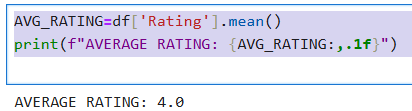 AVG_RATING=df['Rating'].mean()
print(f"AVERAGE RATING: {AVG_RATING:,.1f}")
AVERAGE RATING: 4.0